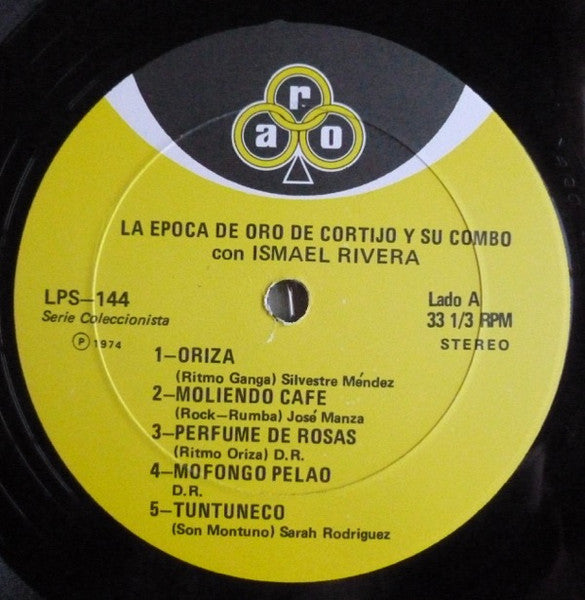 a r o
LA EPOCA DE ORO DE CORTIJO Y SU COMBO
con ISMAEL RIVERA
LPS-144
Serie Coleccionista
Ⓟ 1974
Lado A
33 1/3 RPM
STEREO
1-ORIZA
(Ritmo Ganga) Silvestre Méndez
2-MOLIENDO CAFE
(Rock-Rumba) José Manza
3-PERFUME DE ROSAS
(Ritmo Oriza) D.R.
4-MOFONGO PELAO
D.R.
5-TUNTUNECO
(Son Montuno) Sarah Rodriguez